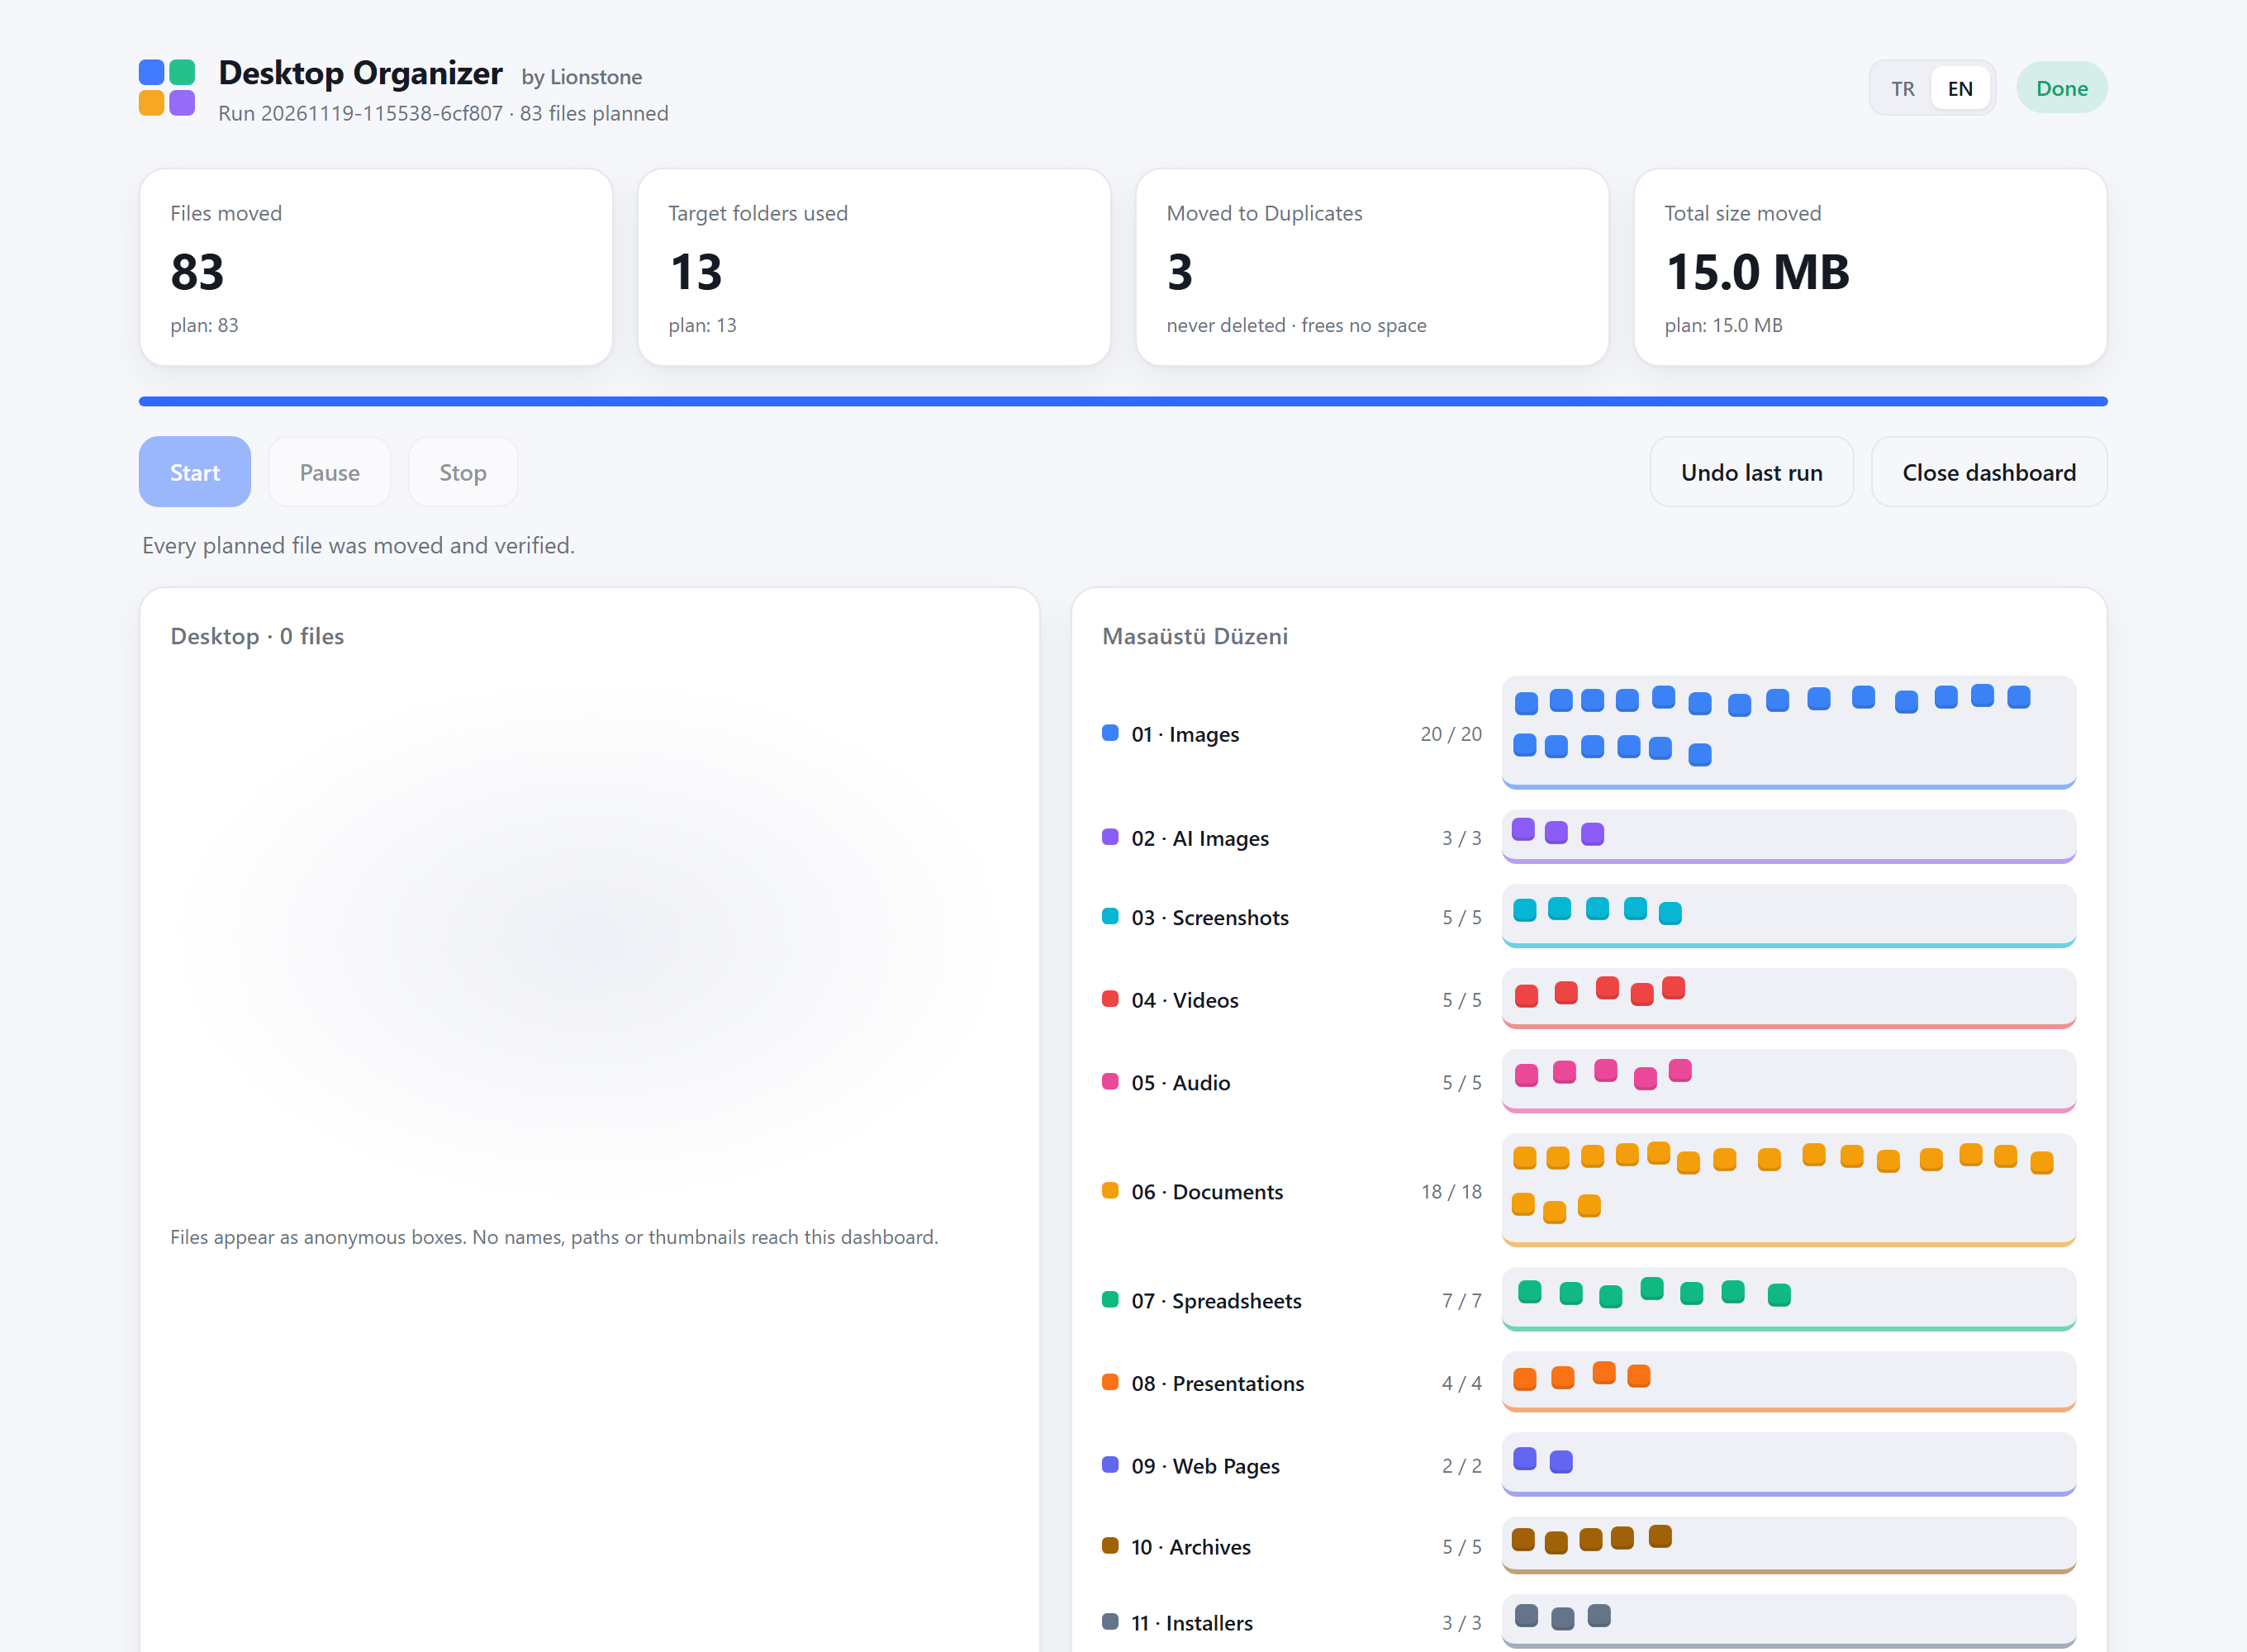 Desktop Organizer by Lionstone
Run 20261119-115538-6cf807 · 83 files planned
TR EN Done
Files moved
83
plan: 83
Target folders used
13
plan: 13
Moved to Duplicates
3
never deleted · frees no space
Total size moved
15.0 MB
plan: 15.0 MB
Start Pause Stop Undo last run Close dashboard
Every planned file was moved and verified.
Desktop · 0 files
Files appear as anonymous boxes. No names, paths or thumbnails reach this dashboard.
Masaüstü Düzeni
01 · Images 20 / 20
02 · AI Images 3 / 3
03 · Screenshots 5 / 5
04 · Videos 5 / 5
05 · Audio 5 / 5
06 · Documents 18 / 18
07 · Spreadsheets 7 / 7
08 · Presentations 4 / 4
09 · Web Pages 2 / 2
10 · Archives 5 / 5
11 · Installers 3 / 3